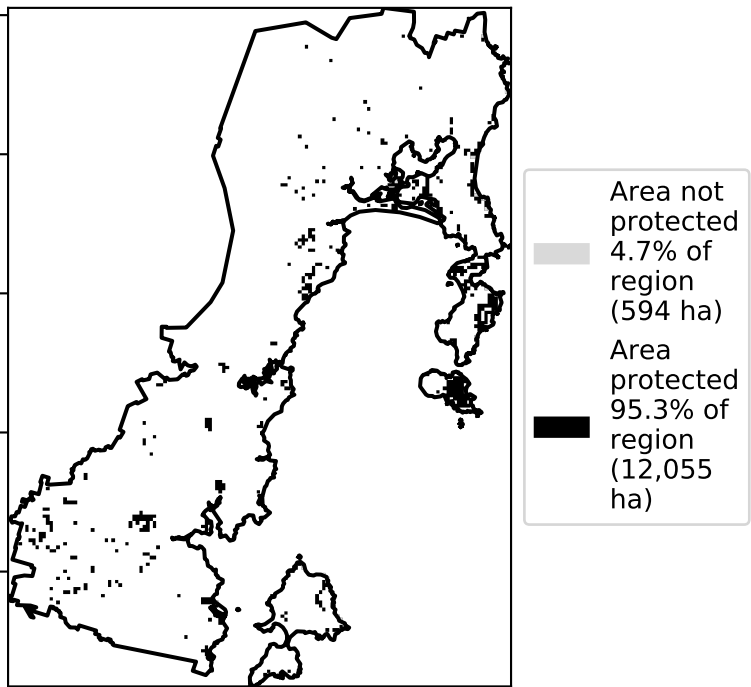 Area not
protected
4.7% of
region
(594 ha)
Area
protected
95.3% of
region
(12,055
ha)